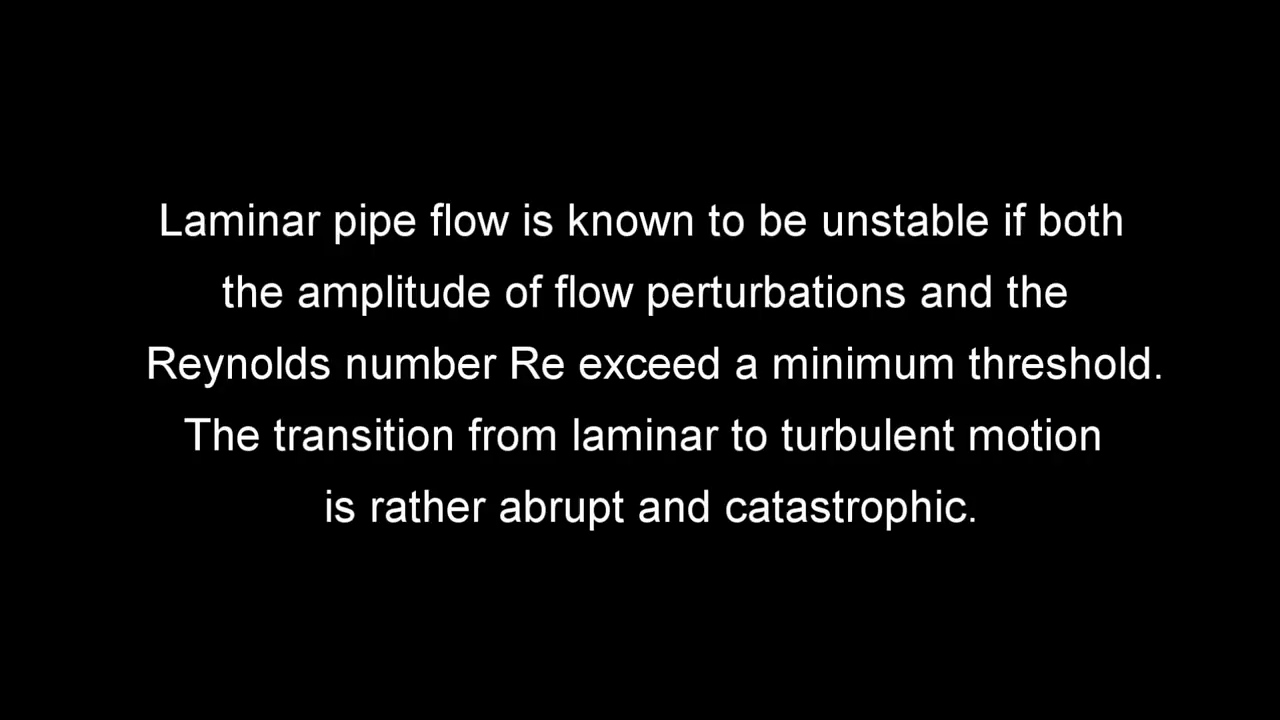 Laminar pipe flow is known to be unstable if both
the amplitude of flow perturbations and the
Reynolds number Re exceed a minimum threshold.
The transition from laminar to turbulent motion
is rather abrupt and catastrophic.